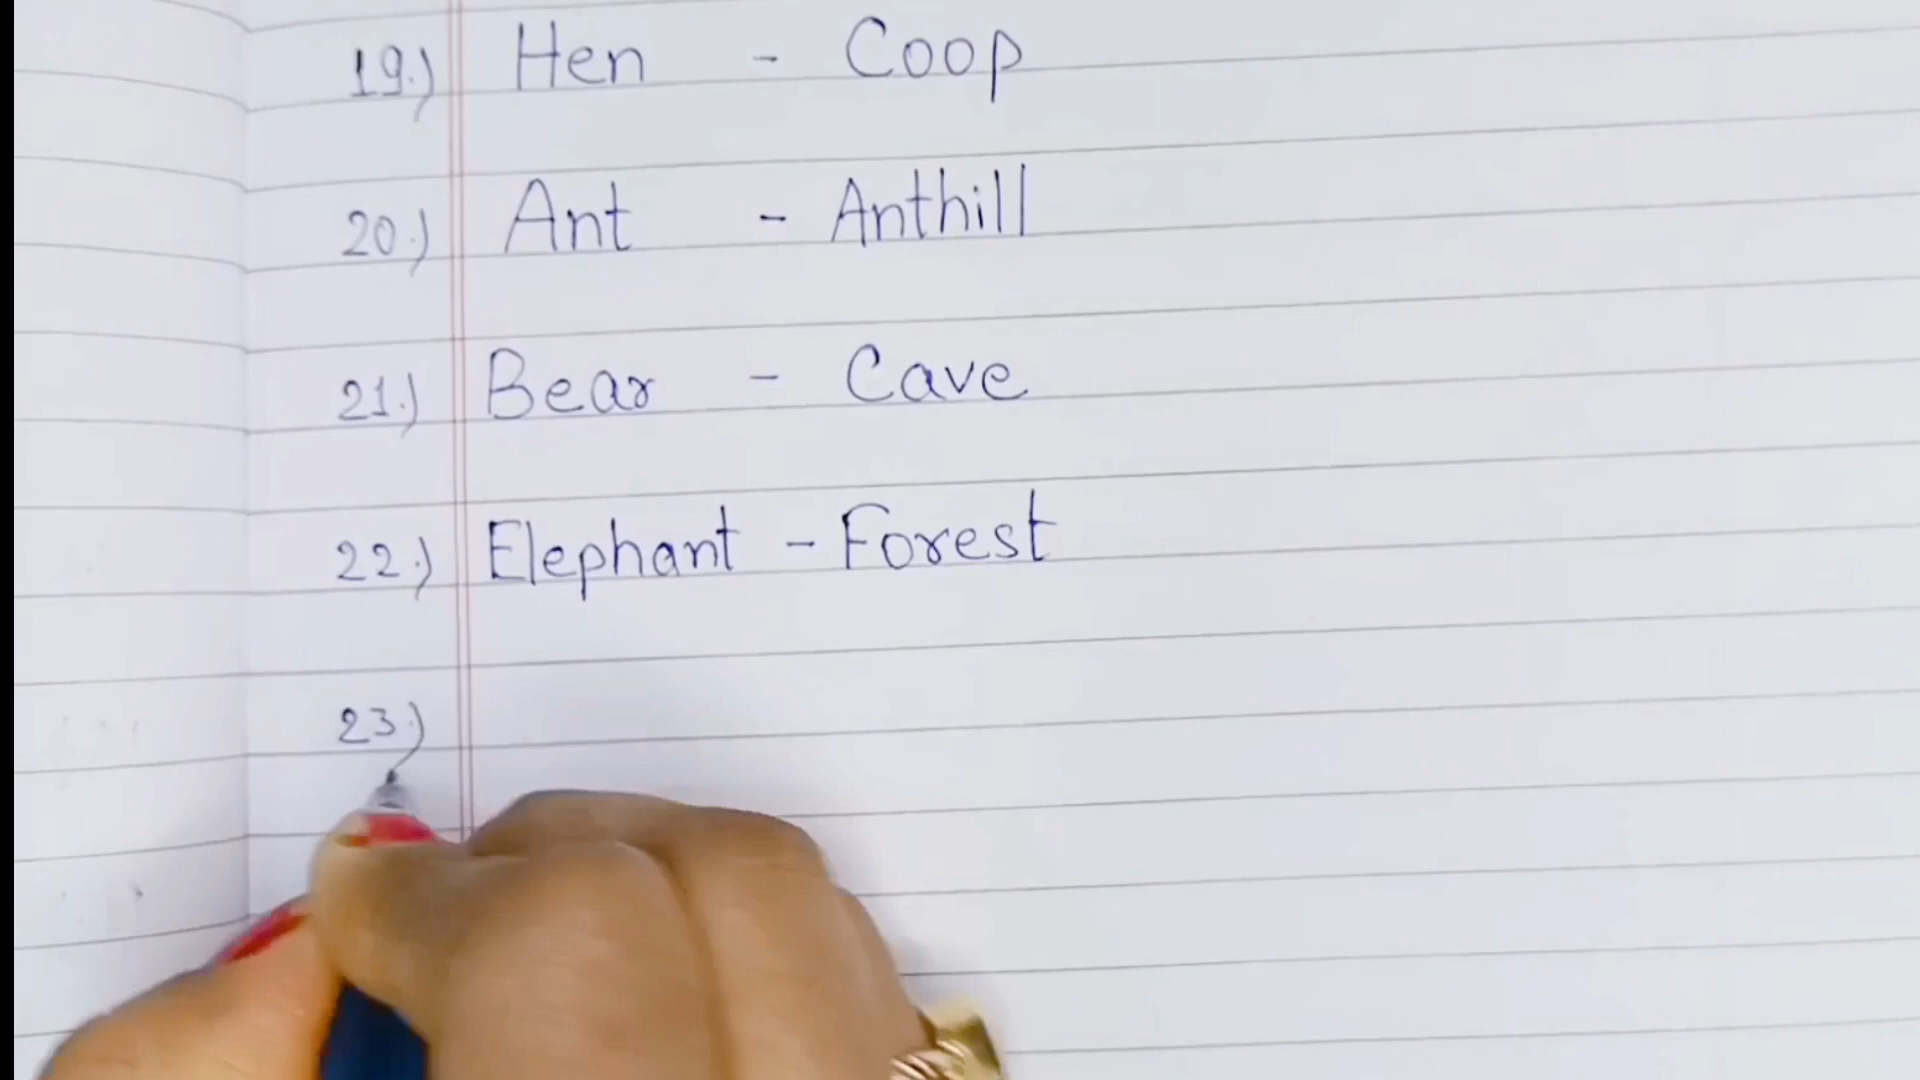 19.) Hen - Coop
20.) Ant - Anthill
21.) Bear - Cave
22.) Elephant - Forest
23.)